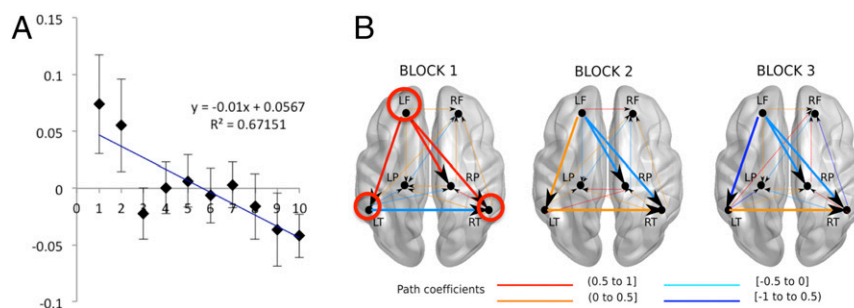 A
0.15
0.1
0.05
0
-0.05
-0.1
0 1 2 3 4 5 6 7 8 9 10
y = -0.01x + 0.0567
R² = 0.67151
B
BLOCK 1 BLOCK 2 BLOCK 3
LF RF LF RF LF RF
LP RP LP RP LP RP
LT RT LT RT LT RT
Path coefficients
(0.5 to 1] [-0.5 to 0]
(0 to 0.5] [-1 to to 0.5)